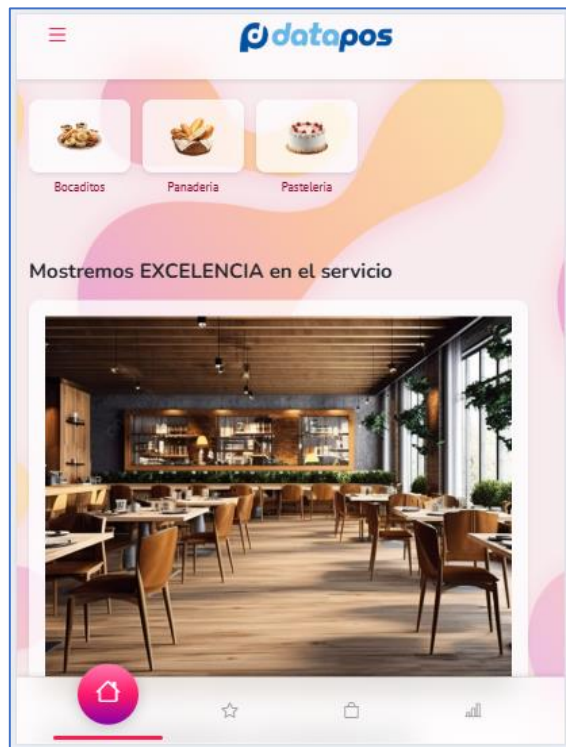 datapos
Bocaditos Panaderia Pasteleria
Mostremos EXCELENCIA en el servicio